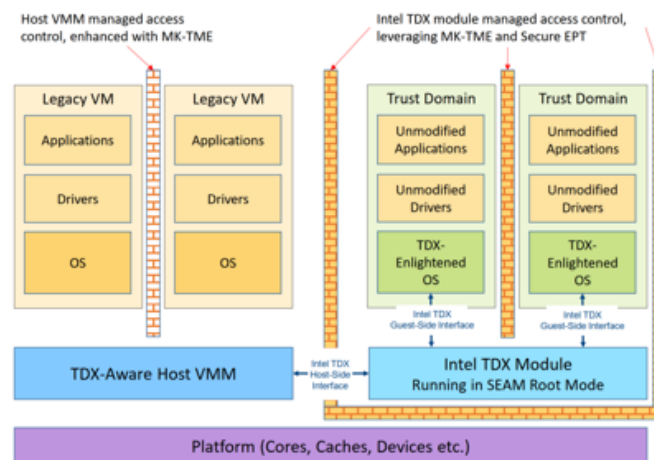 Host VMM managed access
control, enhanced with MK-TME
Intel TDX module managed access control,
leveraging MK-TME and Secure EPT
Legacy VM
Applications
Drivers
OS
Legacy VM
Applications
Drivers
OS
Trust Domain
Unmodified
Applications
Unmodified
Drivers
TDX-
Enlightened
OS
Trust Domain
Unmodified
Applications
Unmodified
Drivers
TDX-
Enlightened
OS
Intel TDX
Guest-Side Interface
Intel TDX
Guest-Side Interface
TDX-Aware Host VMM
Intel TDX
Host-Side
Interface
Intel TDX Module
Running in SEAM Root Mode
Platform (Cores, Caches, Devices etc.)